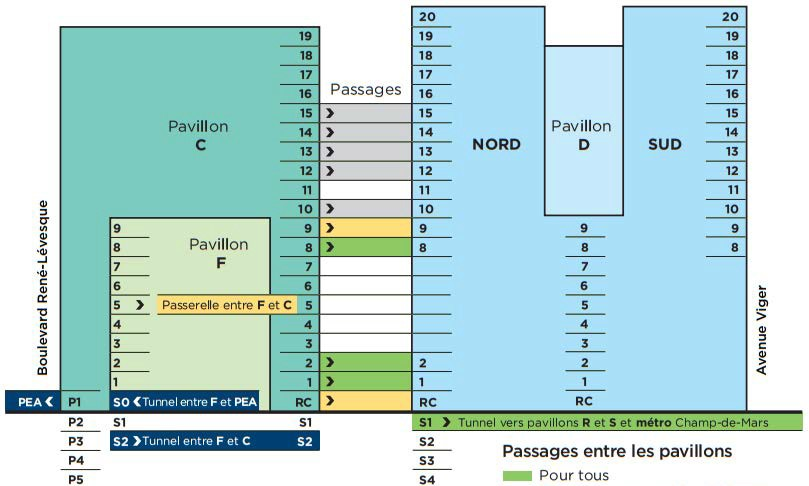 20
20
19
19
19
18
18
18
17
17
17
16
Passages
16
16
15
15
15
Pavillon
C
14
14
NORD
Pavillon
D
SUD
14
13
13
13
12
12
12
11
11
11
10
10
10
9
9
9
9
9
8
Pavillon
F
8
8
8
8
7
7
7
6
6
6
5
Passerelle entre F et C
5
5
4
4
4
3
3
3
2
2
2
2
1
1
1
1
Boulevard René-Lévesque
Avenue Viger
PEA
P1
S0
Tunnel entre F et PEA
RC
RC
RC
P2
S1
S1
S1
Tunnel vers pavillons R et S et métro Champ-de-Mars
P3
S2
Tunnel entre F et C
S2
S2
P4
S3
Passages entre les pavillons
P5
S4
Pour tous